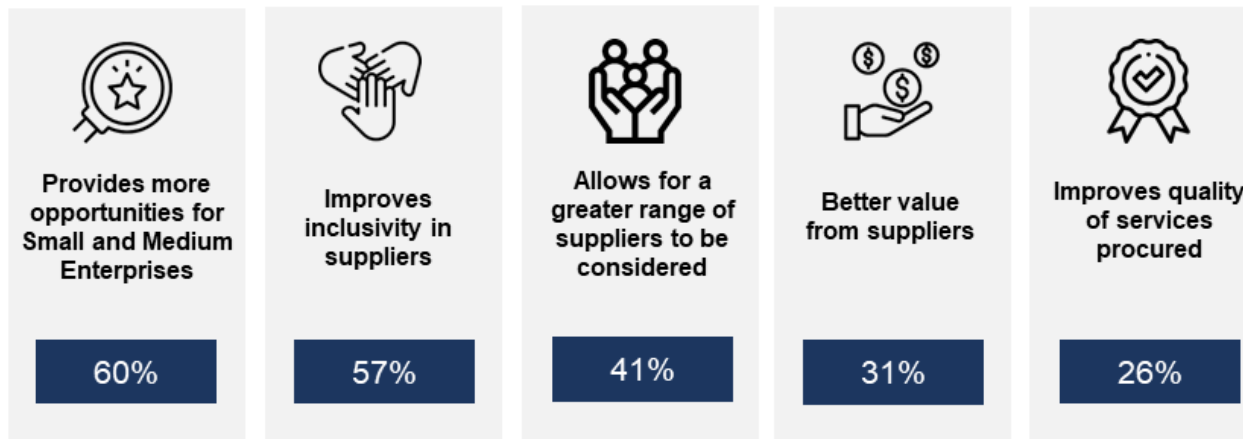 Provides more
opportunities for
Small and Medium
Enterprises
60%
Improves
inclusivity in
suppliers
57%
Allows for a
greater range of
suppliers to be
considered
41%
$ $
$
Better value
from suppliers
31%
Improves quality
of services
procured
26%